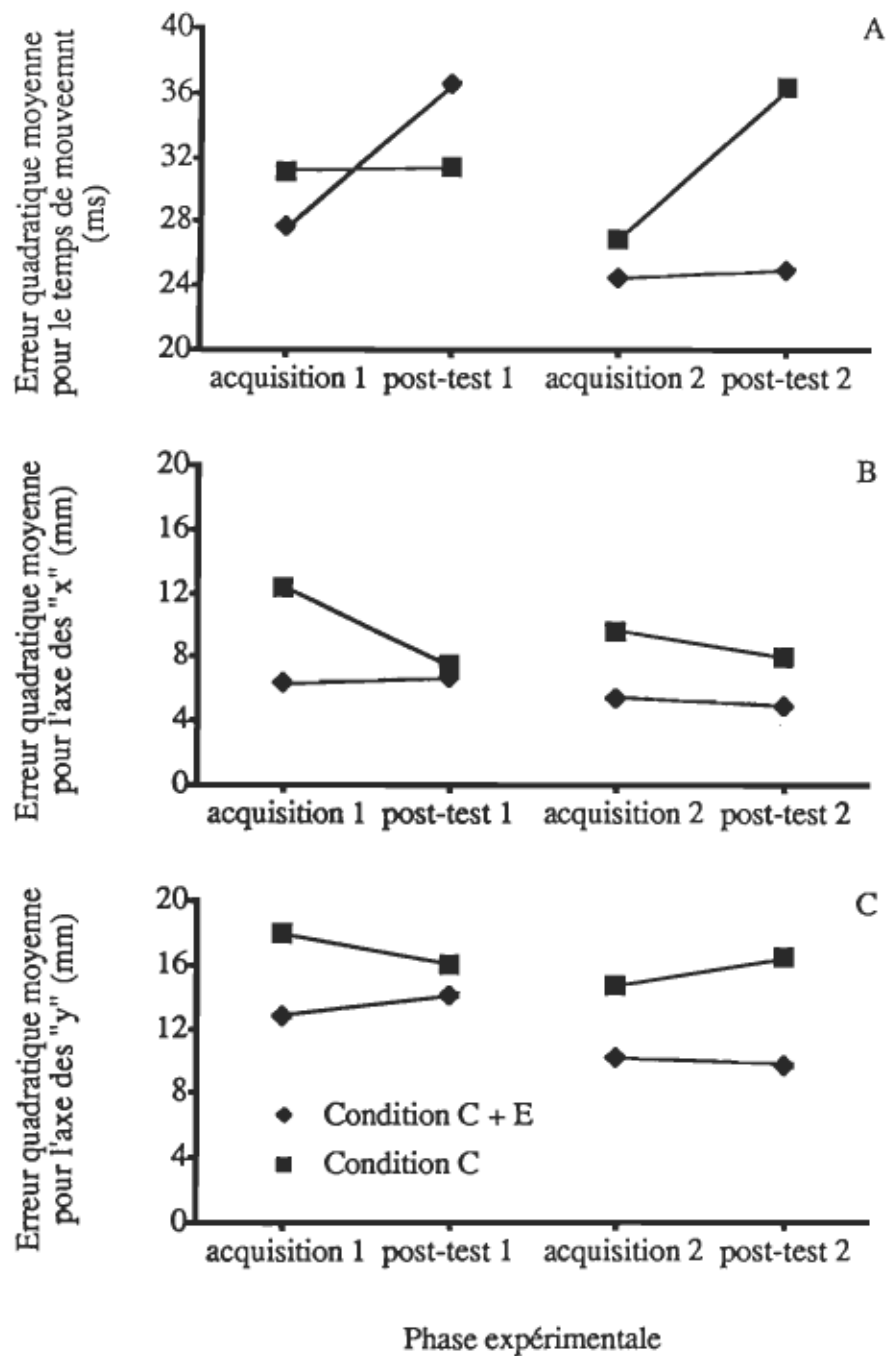 A
Erreur quadratique moyenne
pour le temps de mouveemnt
(ms)
40
36
32
28
24
20
acquisition 1 post-test 1 acquisition 2 post-test 2
B
Erreur quadratique moyenne
pour l'axe des "x" (mm)
20
16
12
8
4
0
acquisition 1 post-test 1 acquisition 2 post-test 2
C
Erreur quadratique moyenne
pour l'axe des "y" (mm)
20
16
12
8
4
0
Condition C + E
Condition C
acquisition 1 post-test 1 acquisition 2 post-test 2
Phase expérimentale